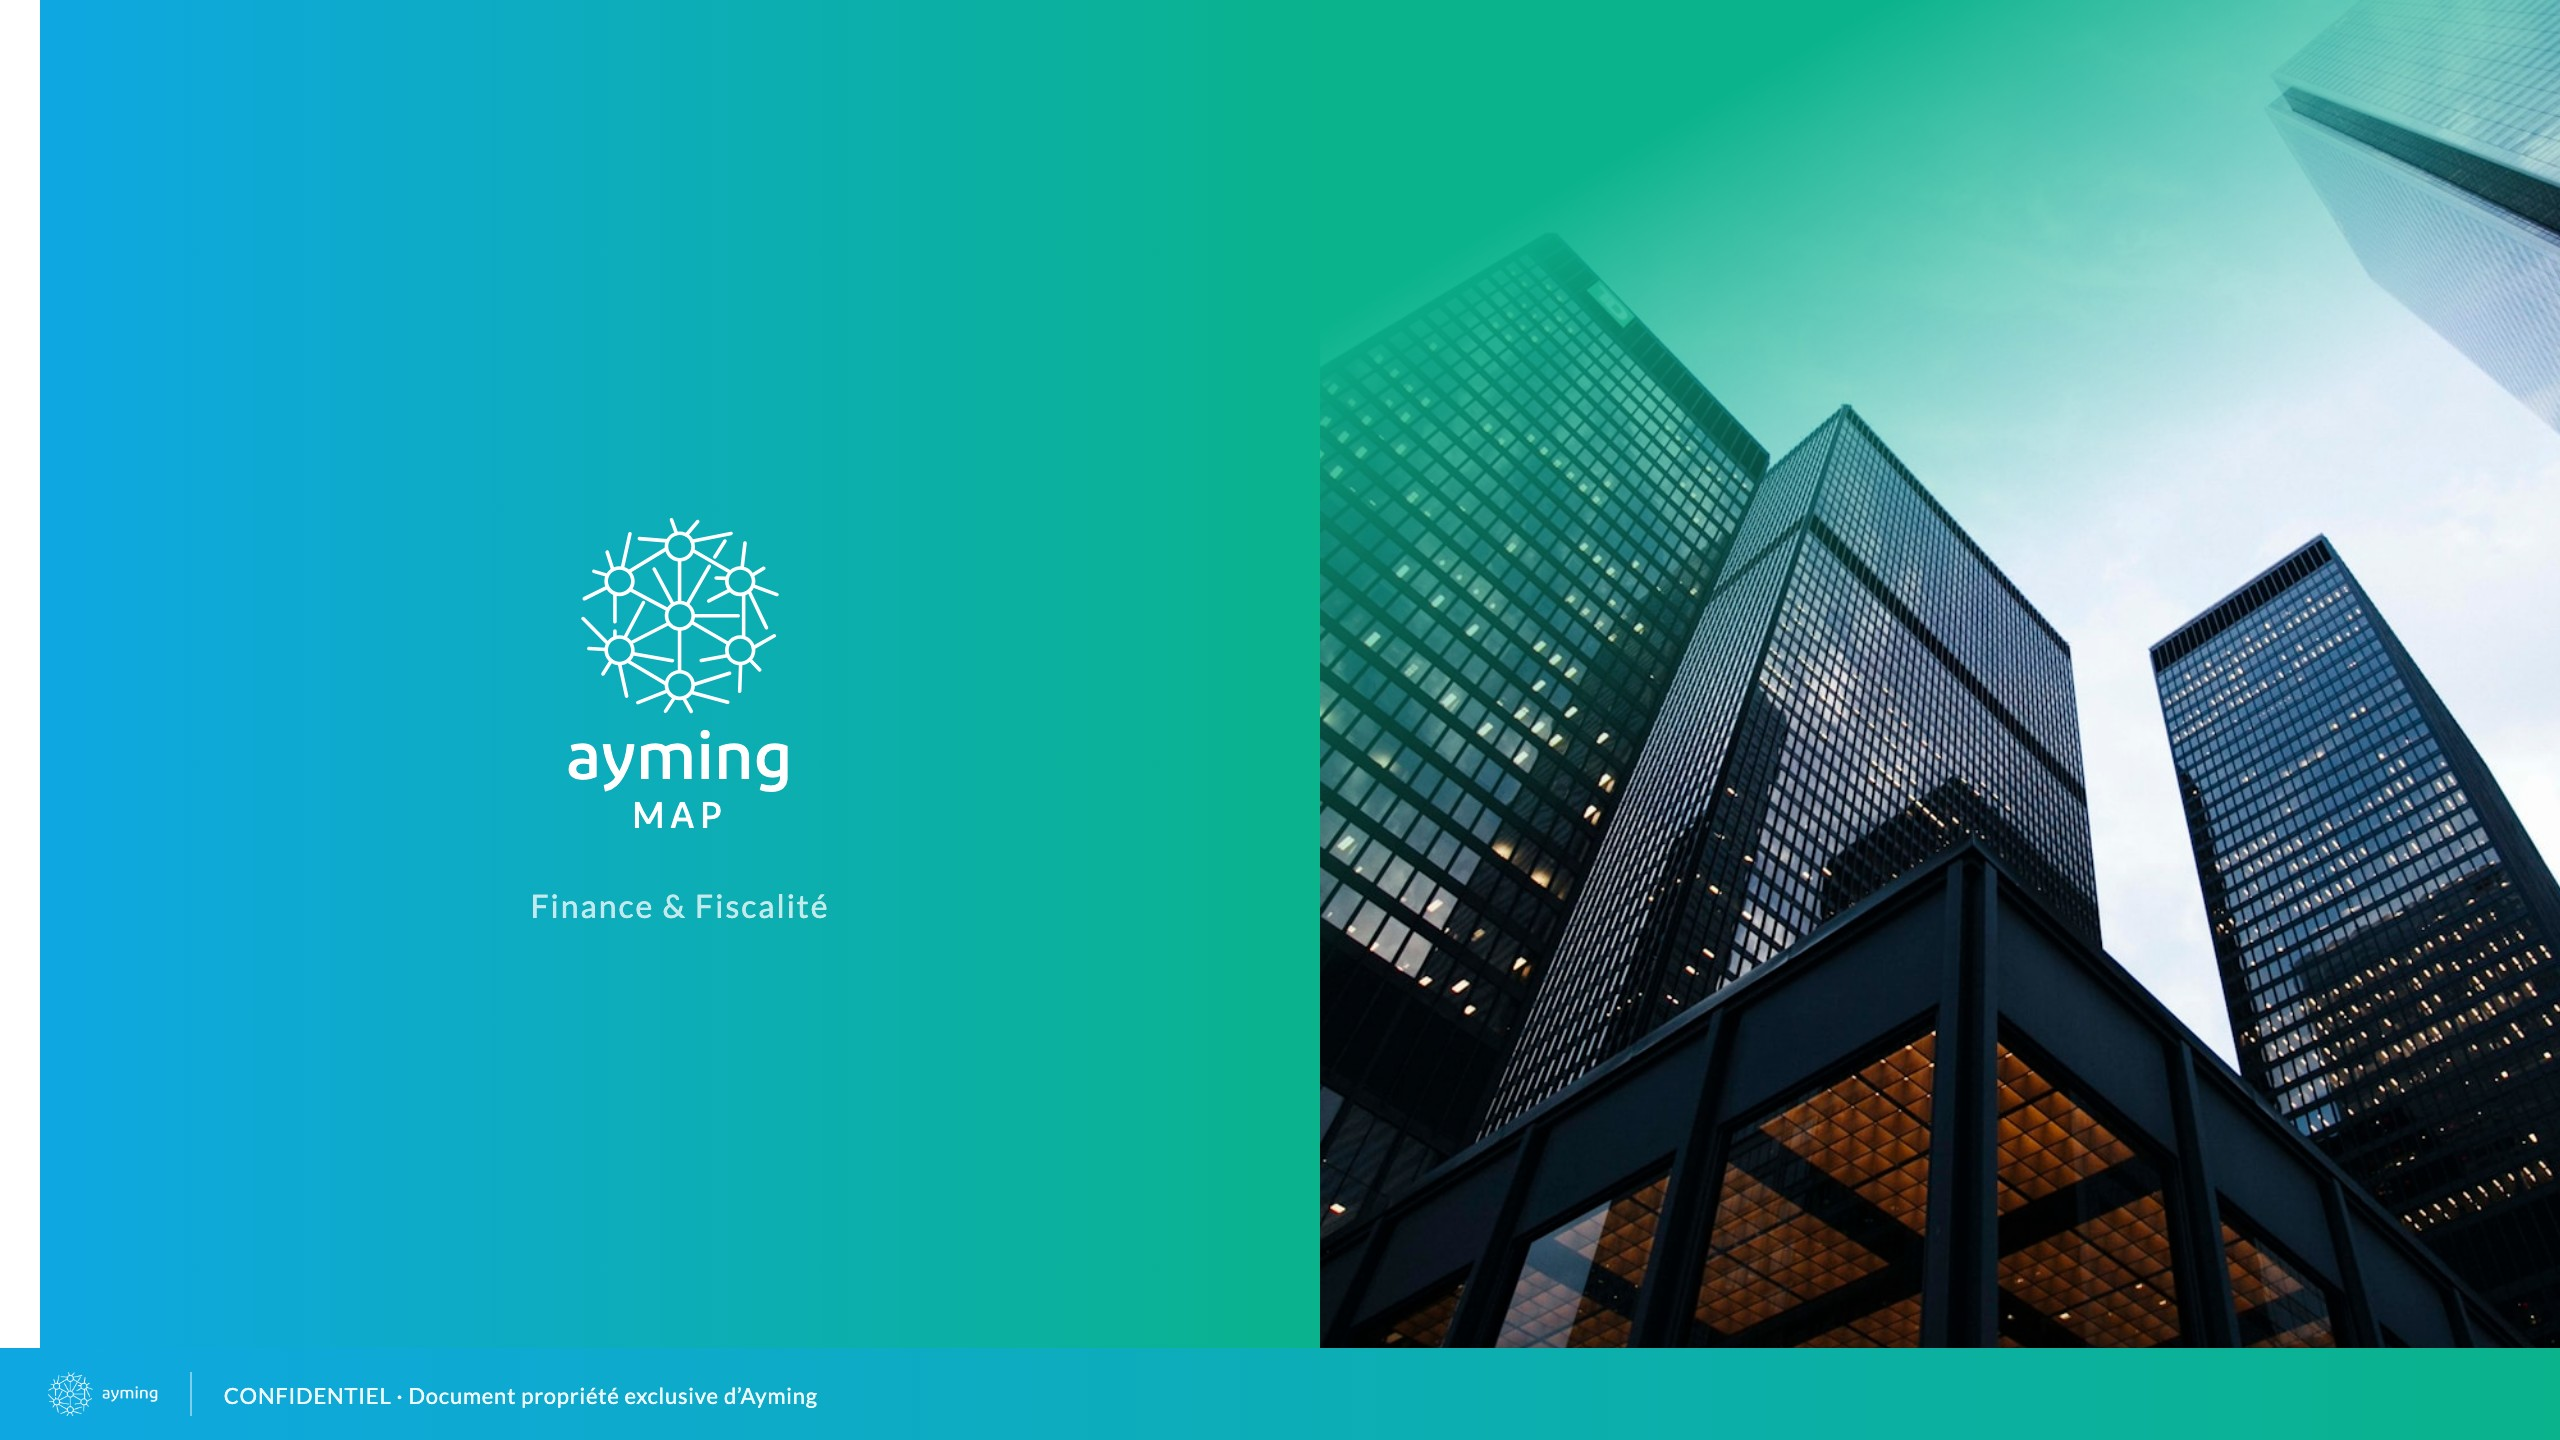 ayming
MAP
Finance & Fiscalité
ayming
CONFIDENTIEL · Document propriété exclusive d’Ayming